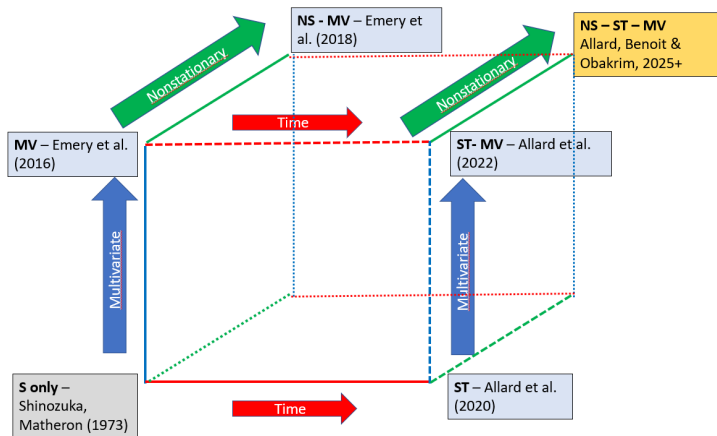 NS - MV – Emery et
al. (2018)
NS – ST – MV
Allard, Benoit &
Obakrim, 2025+
Nonstationary
Nonstationary
Time
MV – Emery et al.
(2016)
ST- MV – Allard et al.
(2022)
Multivariate
Multivariate
S only –
Shinozuka,
Matheron (1973)
Time
ST – Allard et al.
(2020)